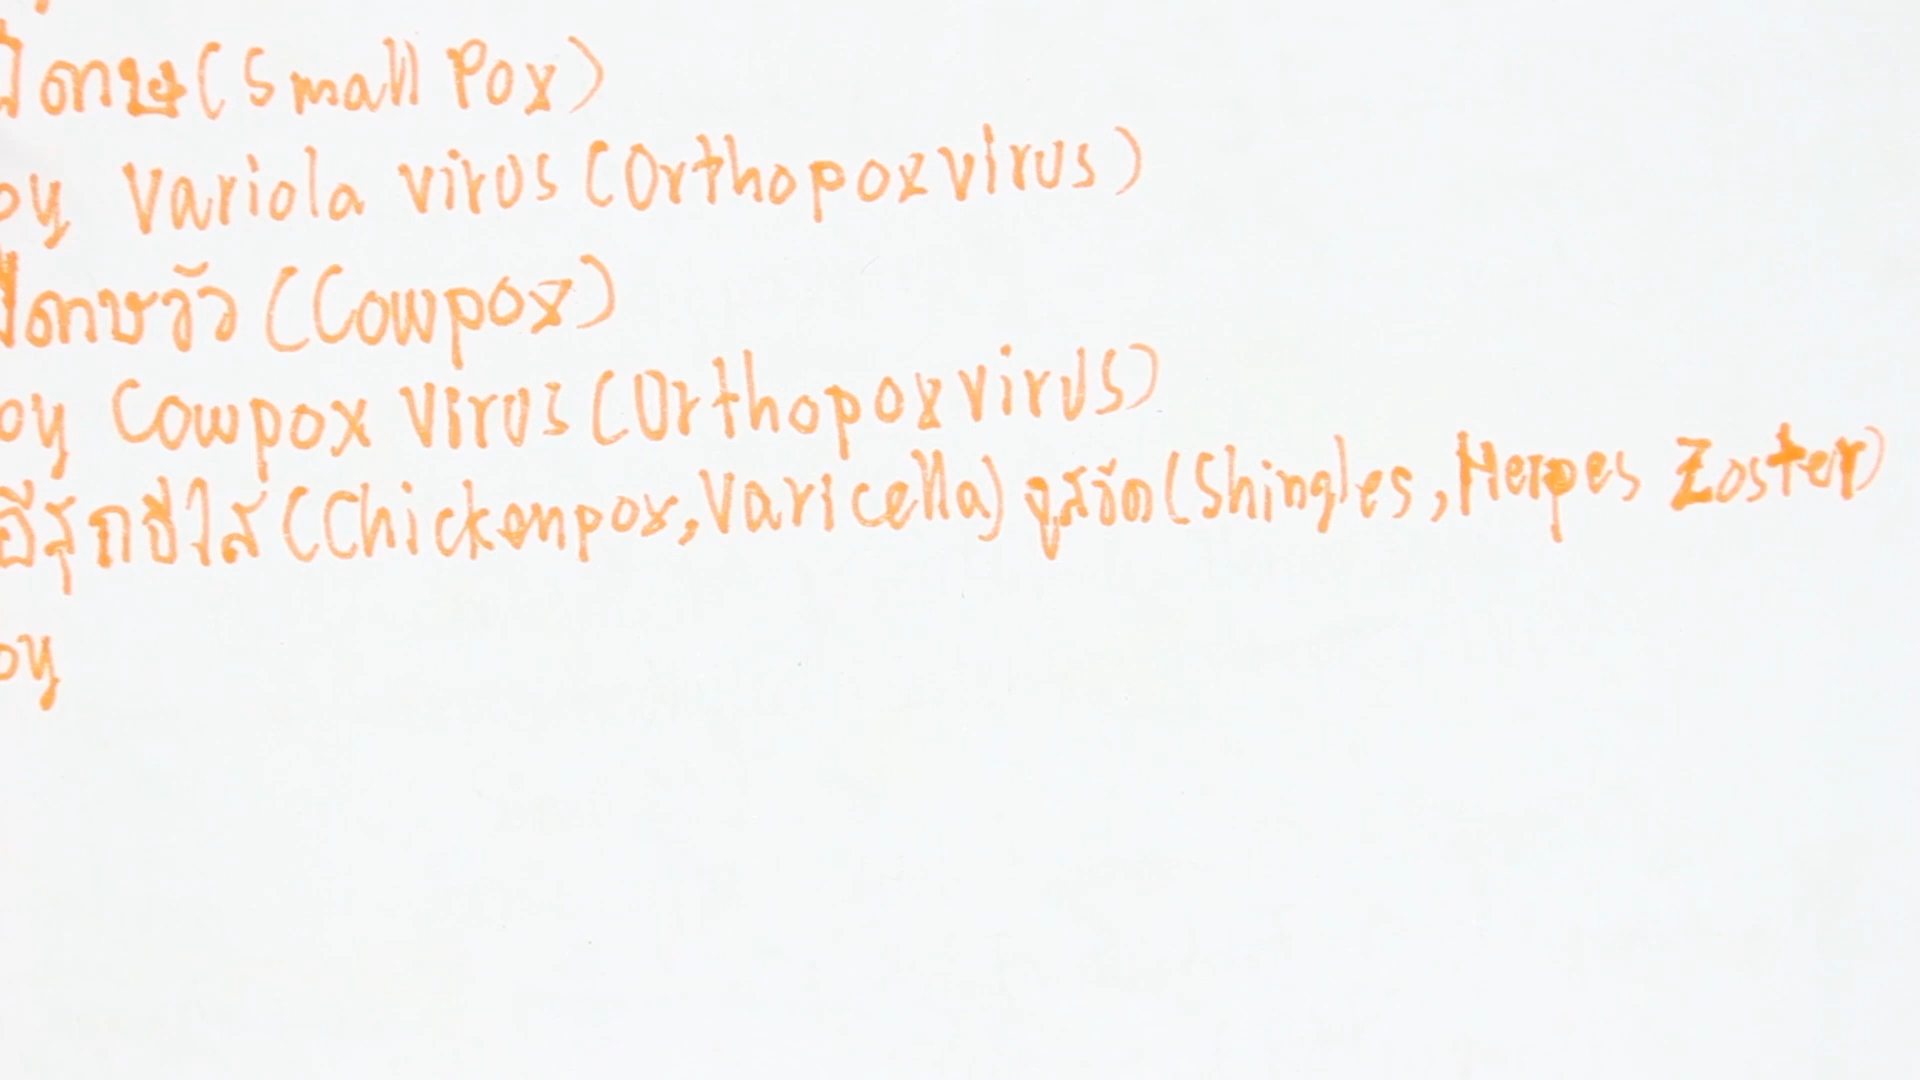 ฝีดาษ (Small Pox)
by Variola virus (Orthopoxvirus)
ฝีดาษวัว (Cowpox)
by Cowpox Virus (Orthopoxvirus)
อีสุกอีใส (Chickenpox, Varicella) งูสวัด (Shingles, Herpes Zoster)
by